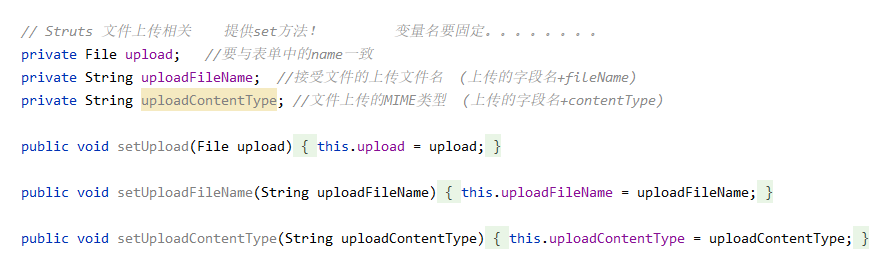 // Struts 文件上传相关    提供set方法!          变量名要固定. . . . . . . .
private File upload;   //要与表单中的name一致
private String uploadFileName;  //接受文件的上传文件名  (上传的字段名+fileName)
private String uploadContentType; //文件上传的MIME类型  (上传的字段名+contentType)
public void setUpload(File upload) { this.upload = upload; }
public void setUploadFileName(String uploadFileName) { this.uploadFileName = uploadFileName; }
public void setUploadContentType(String uploadContentType) { this.uploadContentType = uploadContentType; }